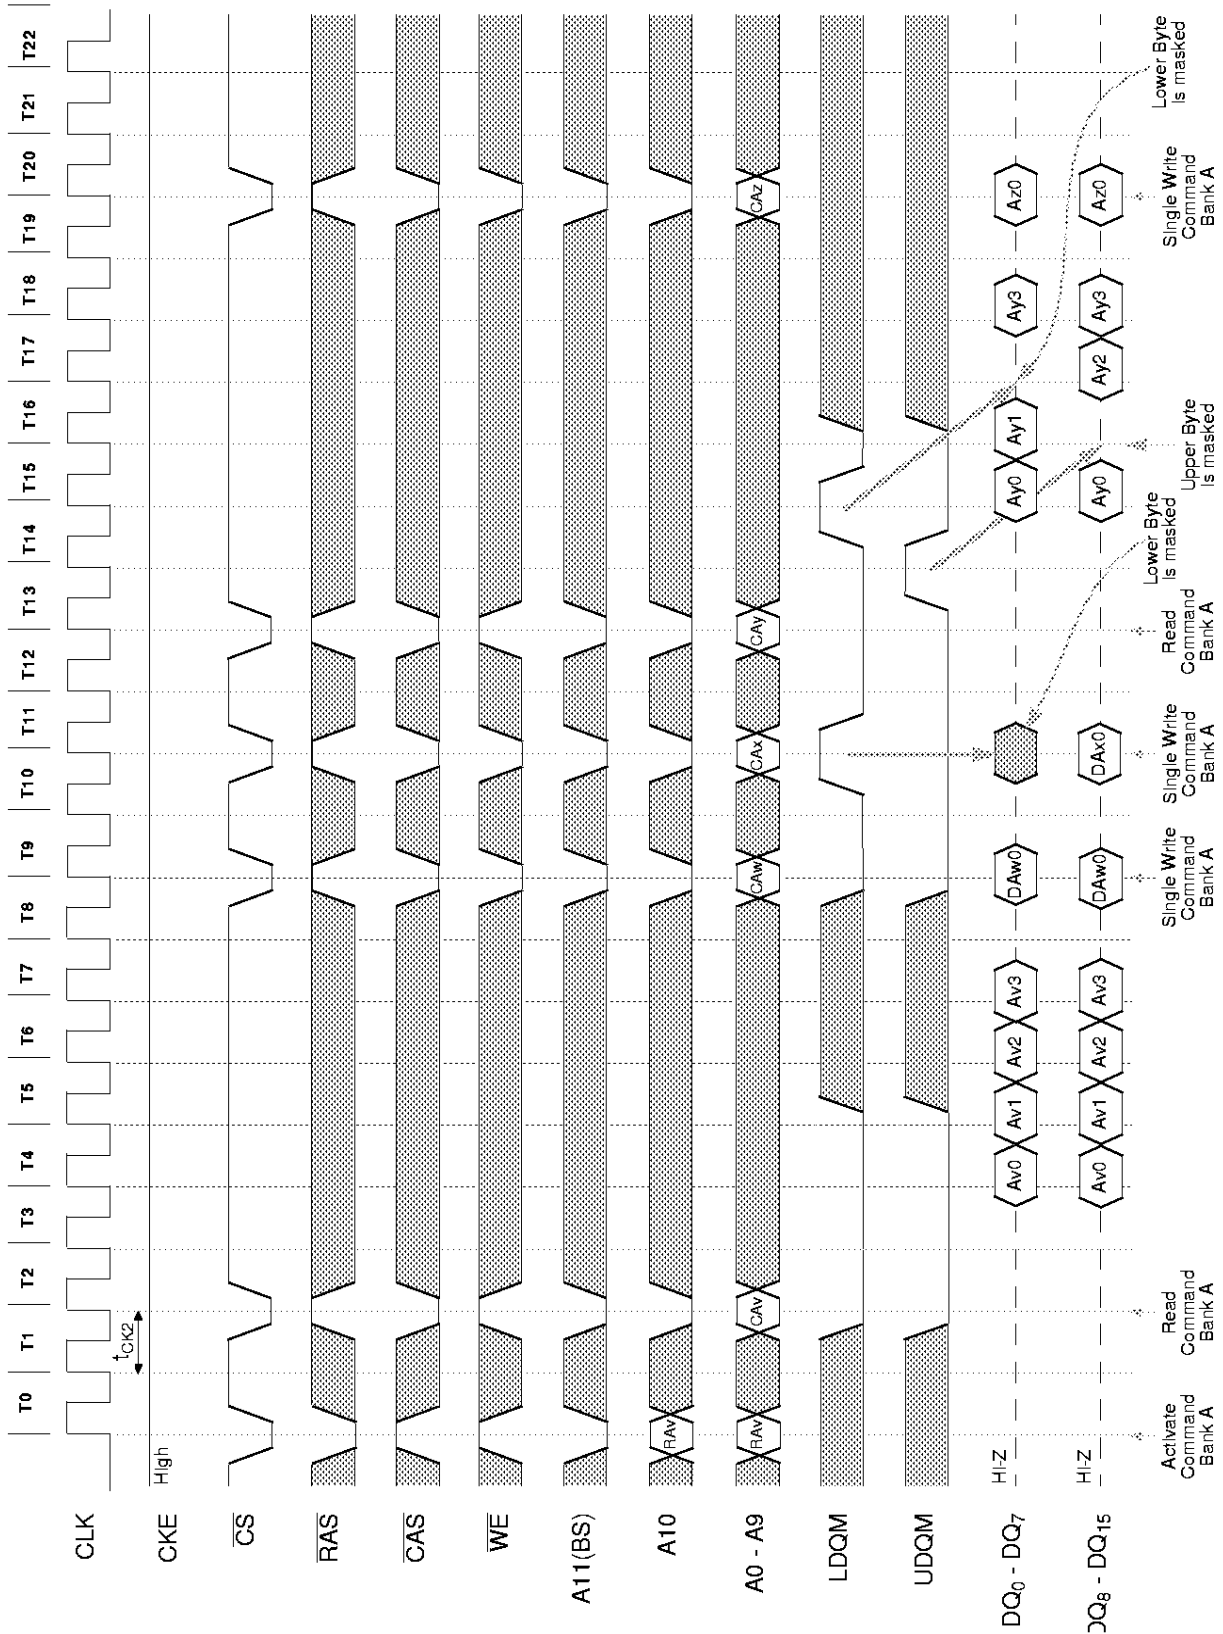 T0 T1 T2 T3 T4 T5 T6 T7 T8 T9 T10 T11 T12 T13 T14 T15 T16 T17 T18 T19 T20 T21 T22
CLK
tCK2
CKE
High
CS
RAS
CAS
WE
A11(BS)
A10
RAv
A0 - A9
RAv CAv CAw CAx CAy CAz
LDQM
UDQM
DQ0 - DQ7
Hi-Z
Av0 Av1 Av2 Av3 DAw0 Ay0 Ay1 Ay3 Az0
DQ8 - DQ15
Hi-Z
Av0 Av1 Av2 Av3 DAw0 DAx0 Ay0 Ay2 Ay3 Az0
Activate
Command
Bank A
Read
Command
Bank A
Single Write
Command
Bank A
Single Write
Command
Bank A
Read
Command
Bank A
Lower Byte
is masked
Upper Byte
is masked
Single Write
Command
Bank A
Lower Byte
is masked